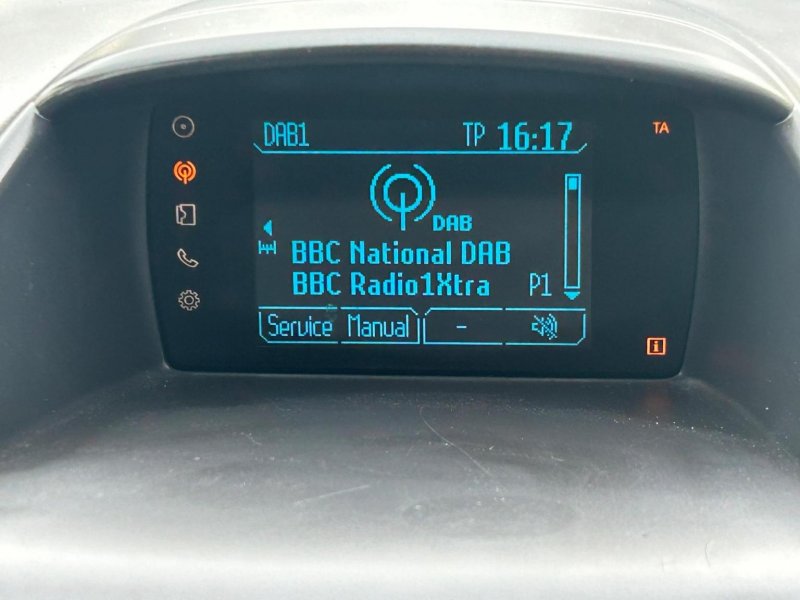 DAB1 TP 16:17 TA
DAB
BBC National DAB
BBC Radio1Xtra P1
Service Manual -
i